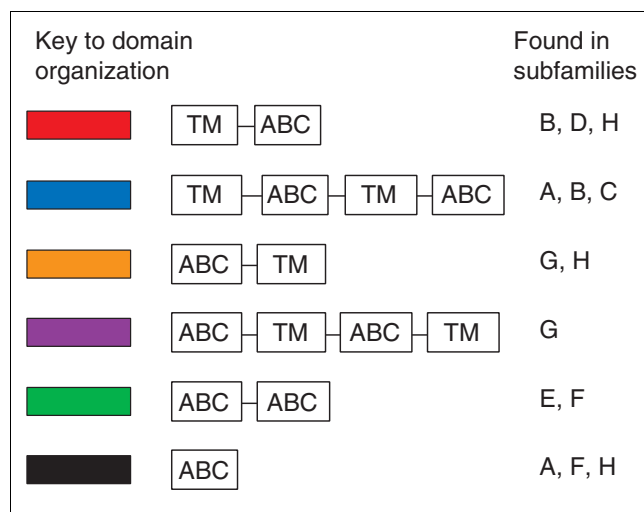 Key to domain
organization
Found in
subfamilies
TM ABC B, D, H
TM ABC TM ABC A, B, C
ABC TM G, H
ABC TM ABC TM G
ABC ABC E, F
ABC A, F, H